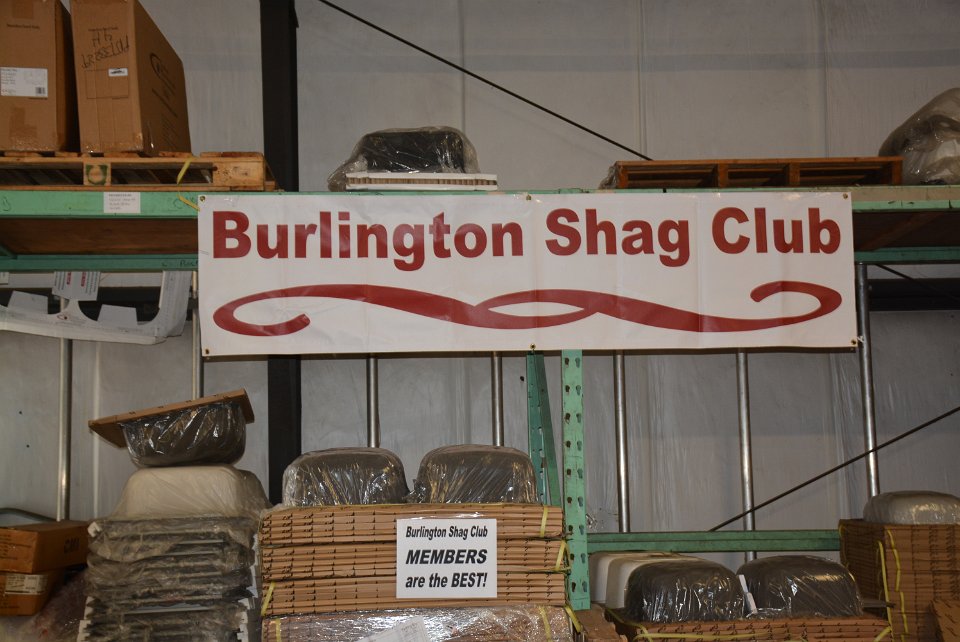 Burlington Shag Club
Burlington Shag Club
MEMBERS
are the BEST!